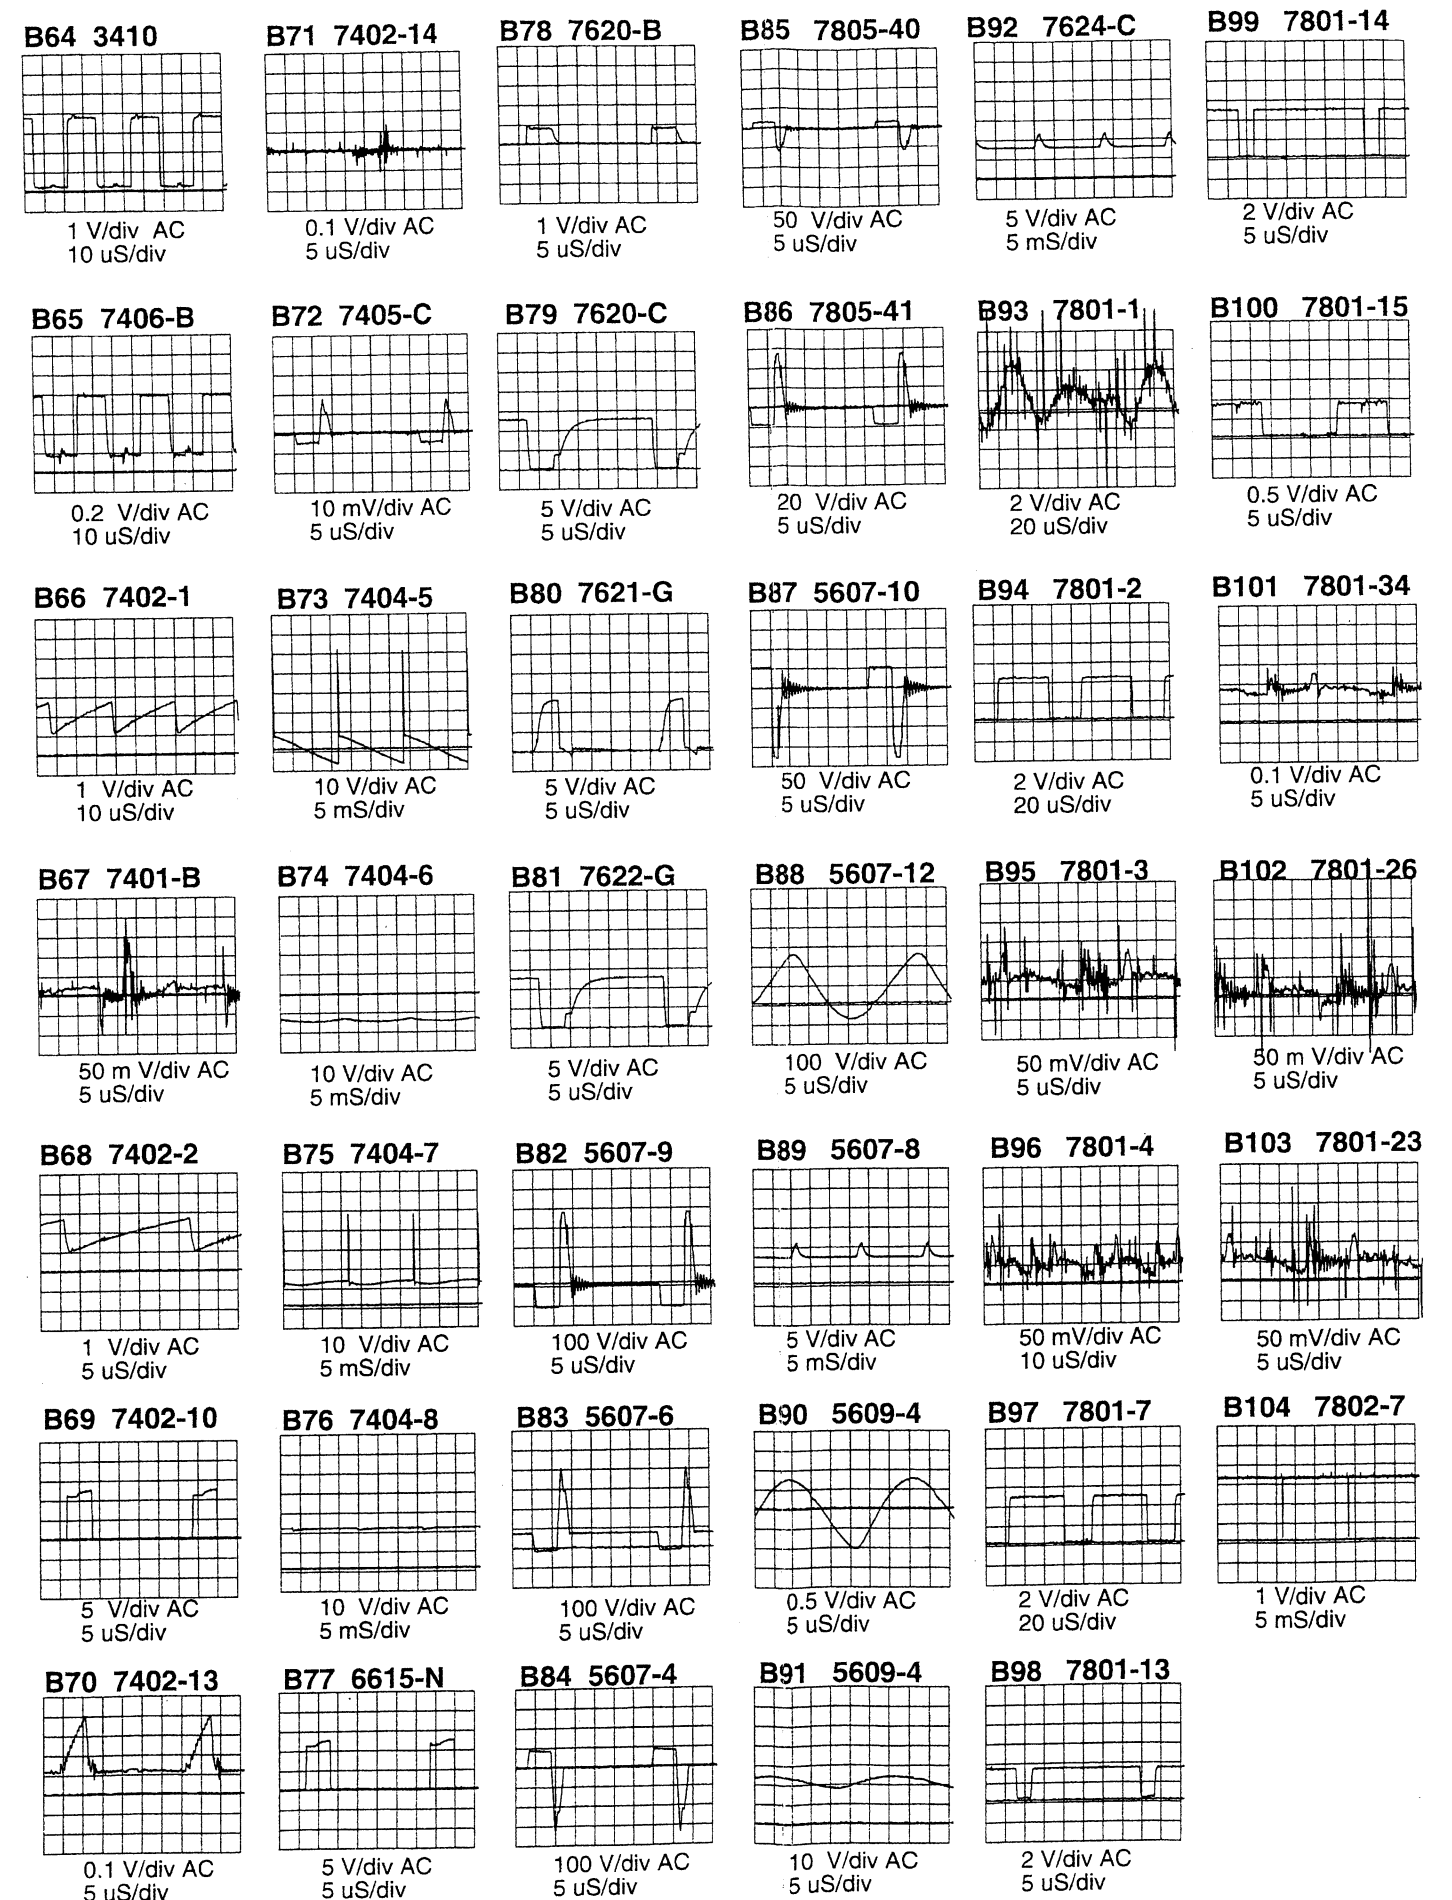 B64 3410
1 V/div AC
10 uS/div
B71 7402-14
0.1 V/div AC
5 uS/div
B78 7620-B
1 V/div AC
5 uS/div
B85 7805-40
50 V/div AC
5 uS/div
B92 7624-C
5 V/div AC
5 mS/div
B99 7801-14
2 V/div AC
5 uS/div
B65 7406-B
0.2 V/div AC
10 uS/div
B72 7405-C
10 mV/div AC
5 uS/div
B79 7620-C
5 V/div AC
5 uS/div
B86 7805-41
20 V/div AC
5 uS/div
B93 7801-1
2 V/div AC
20 uS/div
B100 7801-15
0.5 V/div AC
5 uS/div
B66 7402-1
1 V/div AC
10 uS/div
B73 7404-5
10 V/div AC
5 mS/div
B80 7621-G
5 V/div AC
5 uS/div
B87 5607-10
50 V/div AC
5 uS/div
B94 7801-2
2 V/div AC
20 uS/div
B101 7801-34
0.1 V/div AC
5 uS/div
B67 7401-B
50 m V/div AC
5 uS/div
B74 7404-6
10 V/div AC
5 mS/div
B81 7622-G
5 V/div AC
5 uS/div
B88 5607-12
100 V/div AC
5 uS/div
B95 7801-3
50 mV/div AC
5 uS/div
B102 7801-26
50 m V/div AC
5 uS/div
B68 7402-2
1 V/div AC
5 uS/div
B75 7404-7
10 V/div AC
5 mS/div
B82 5607-9
100 V/div AC
5 uS/div
B89 5607-8
5 V/div AC
5 mS/div
B96 7801-4
50 mV/div AC
10 uS/div
B103 7801-23
50 mV/div AC
5 uS/div
B69 7402-10
5 V/div AC
5 uS/div
B76 7404-8
10 V/div AC
5 mS/div
B83 5607-6
100 V/div AC
5 uS/div
B90 5609-4
0.5 V/div AC
5 uS/div
B97 7801-7
2 V/div AC
20 uS/div
B104 7802-7
1 V/div AC
5 mS/div
B70 7402-13
0.1 V/div AC
5 uS/div
B77 6615-N
5 V/div AC
5 uS/div
B84 5607-4
100 V/div AC
5 uS/div
B91 5609-4
10 V/div AC
5 uS/div
B98 7801-13
2 V/div AC
5 uS/div